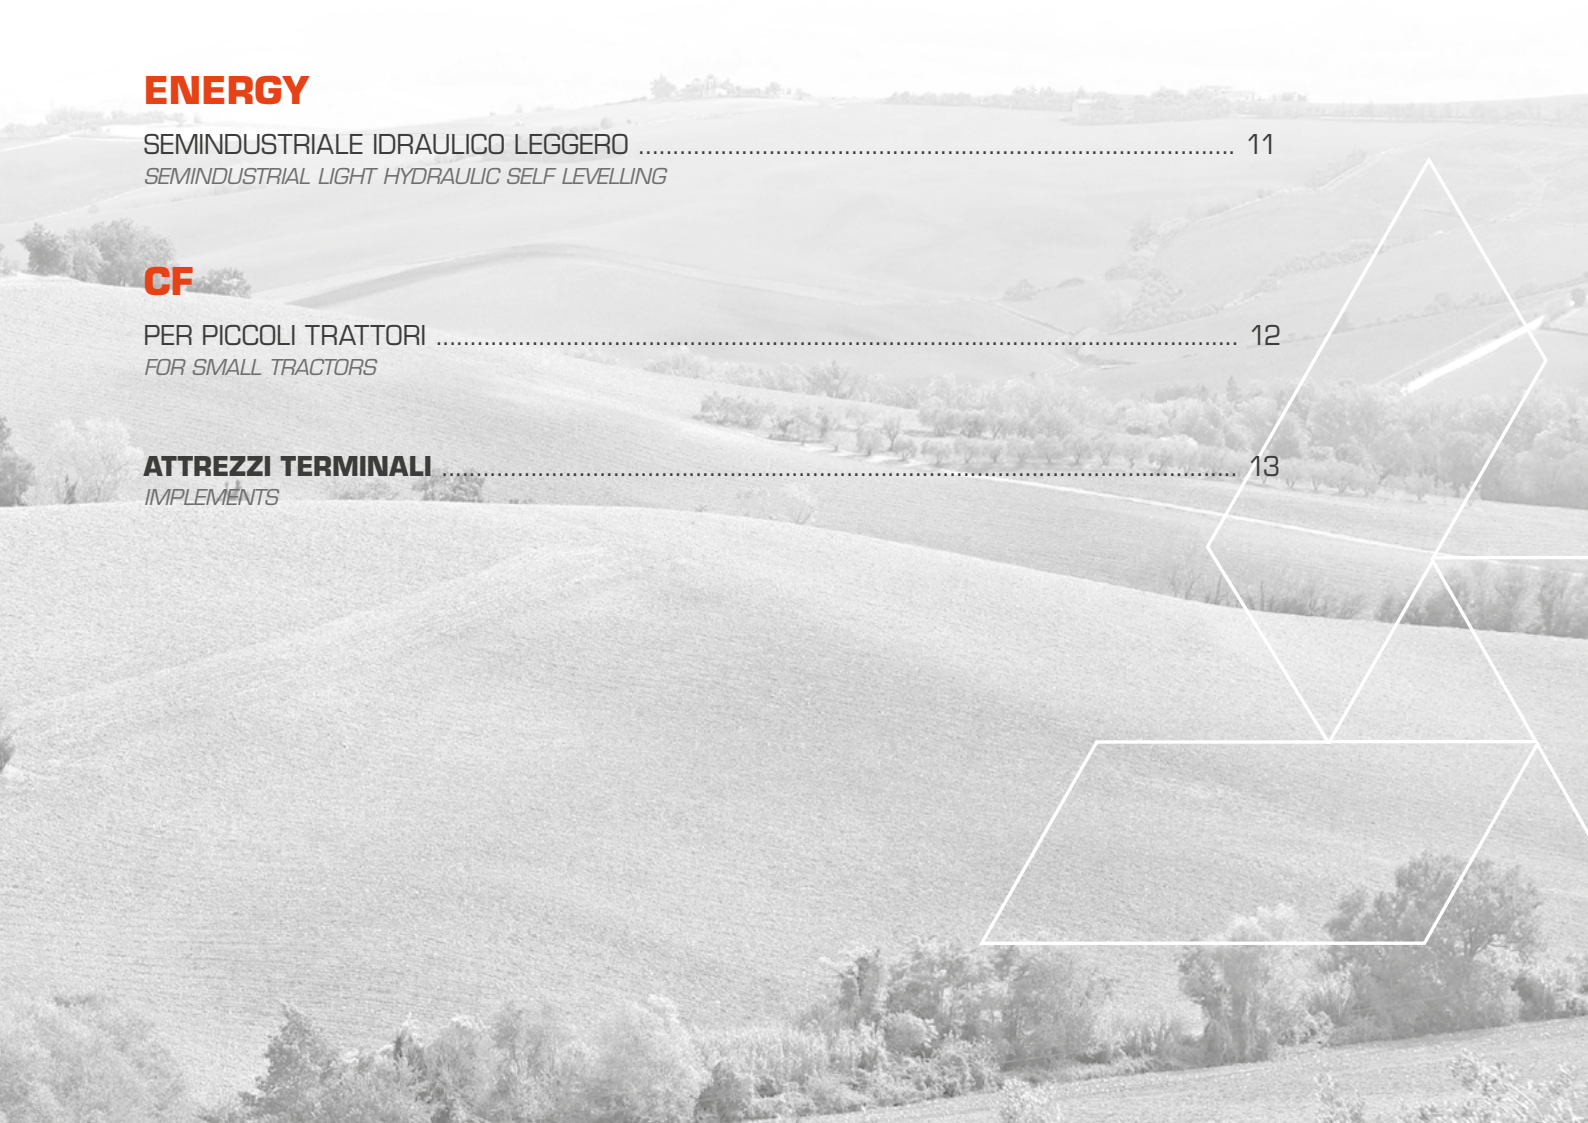 ENERGY
SEMINDUSTRIALE IDRAULICO LEGGERO ........................................................................................ 11
SEMINDUSTRIAL LIGHT HYDRAULIC SELF LEVELLING
CF
PER PICCOLI TRATTORI ...................................................................................................................... 12
FOR SMALL TRACTORS
ATTREZZI TERMINALI ..................................................................................................................... 13
IMPLEMENTS